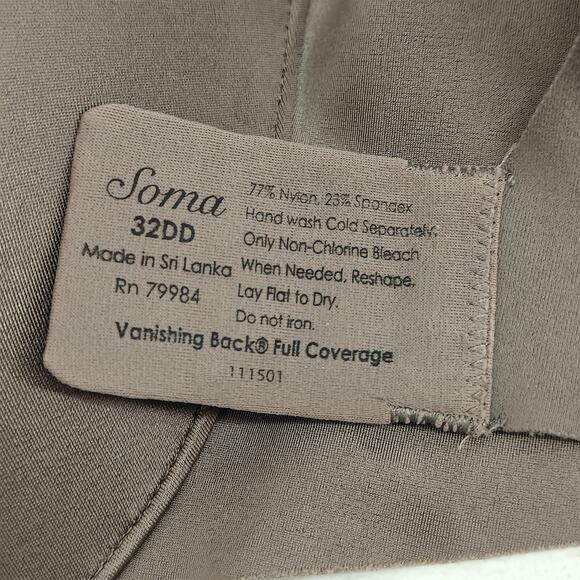 Soma
32DD
Made in Sri Lanka
Rn 79984
77% Nylon, 23% Spandex
Hand wash Cold Separately,
Only Non-Chlorine Bleach
When Needed, Reshape,
Lay Flat to Dry.
Do not iron.
Vanishing Back® Full Coverage
111501